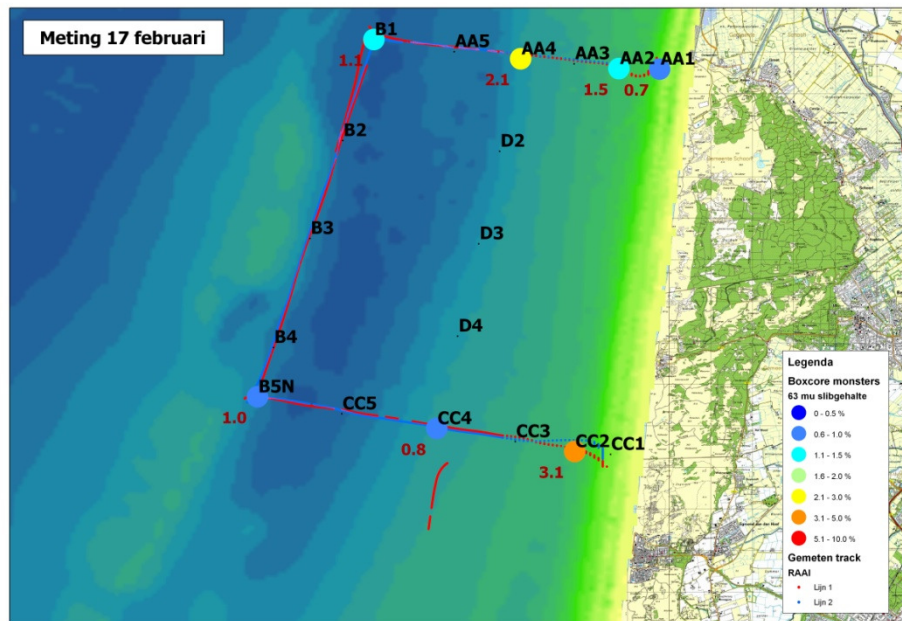 Meting 17 februari
B1
1.1
AA5
AA4
2.1
AA3
AA2
1.5
0.7
AA1
B2
D2
B3
D3
B4
D4
B5N
1.0
CC5
CC4
0.8
CC3
CC2
3.1
CC1
Legenda
Boxcore monsters
63 mu slibgehalte
0 - 0.5 %
0.6 - 1.0 %
1.1 - 1.5 %
1.6 - 2.0 %
2.1 - 3.0 %
3.1 - 5.0 %
5.1 - 10.0 %
Gemeten track
RAAI
Lijn 1
Lijn 2